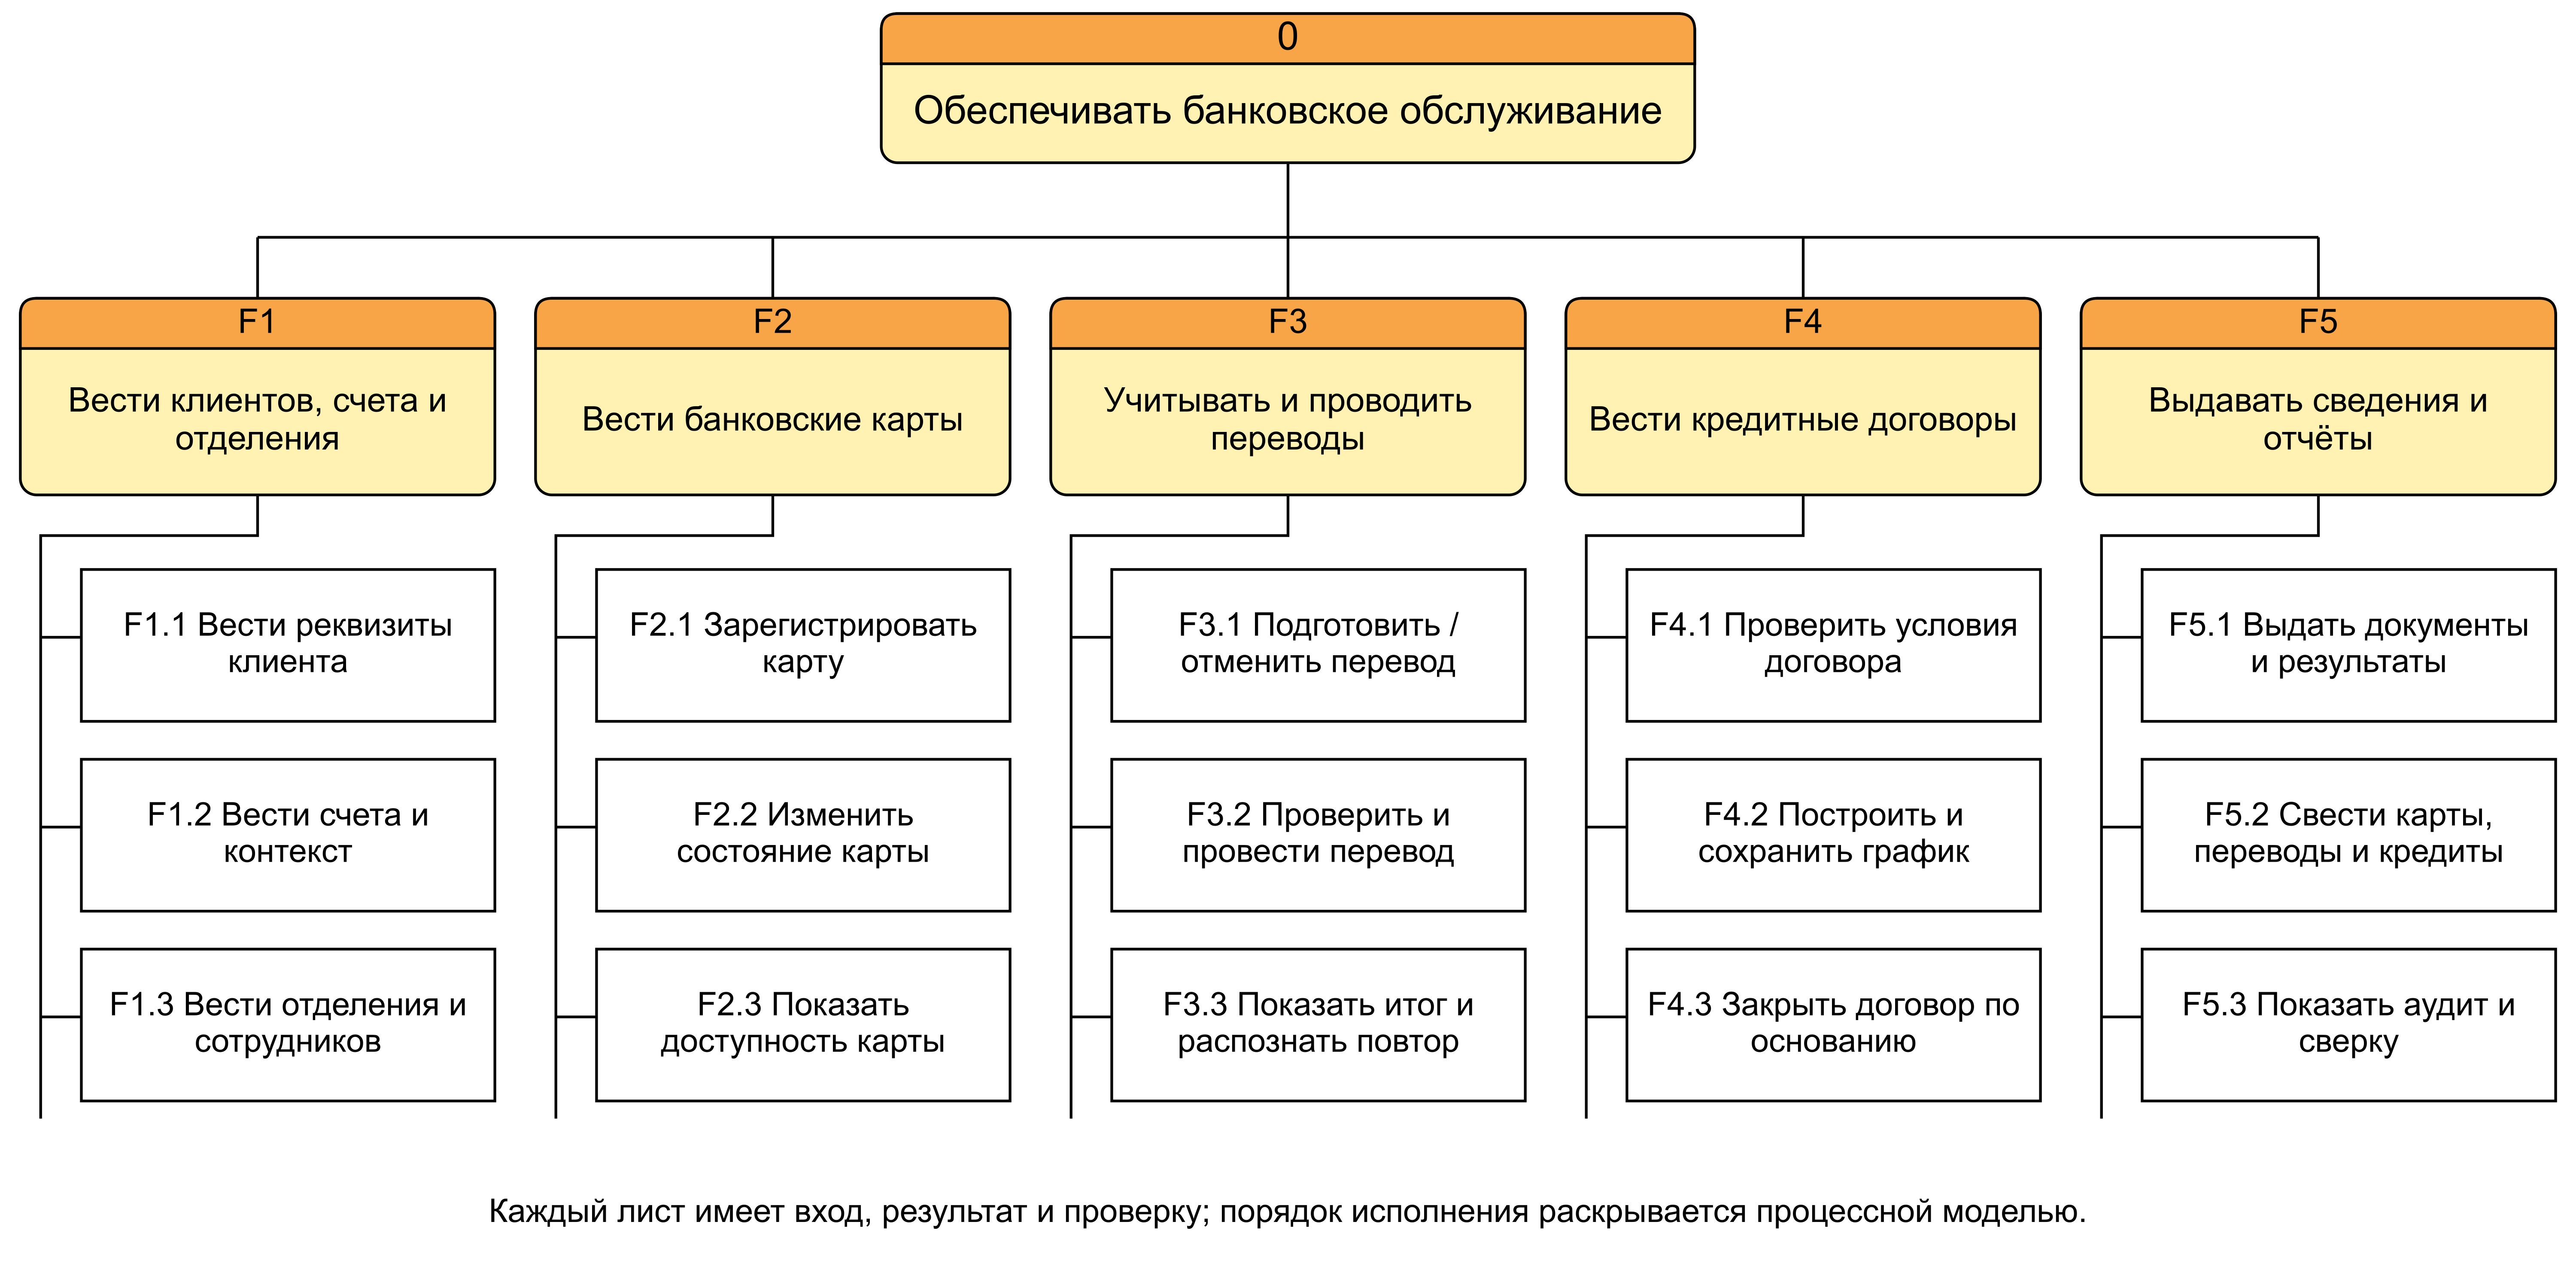 0
Обеспечивать банковское обслуживание
F1
Вести клиентов, счета и
отделения
F2
Вести банковские карты
F3
Учитывать и проводить
переводы
F4
Вести кредитные договоры
F5
Выдавать сведения и
отчёты
F1.1 Вести реквизиты
клиента
F1.2 Вести счета и
контекст
F1.3 Вести отделения и
сотрудников
F2.1 Зарегистрировать
карту
F2.2 Изменить
состояние карты
F2.3 Показать
доступность карты
F3.1 Подготовить /
отменить перевод
F3.2 Проверить и
провести перевод
F3.3 Показать итог и
распознать повтор
F4.1 Проверить условия
договора
F4.2 Построить и
сохранить график
F4.3 Закрыть договор по
основанию
F5.1 Выдать документы
и результаты
F5.2 Свести карты,
переводы и кредиты
F5.3 Показать аудит и
сверку
Каждый лист имеет вход, результат и проверку; порядок исполнения раскрывается процессной моделью.